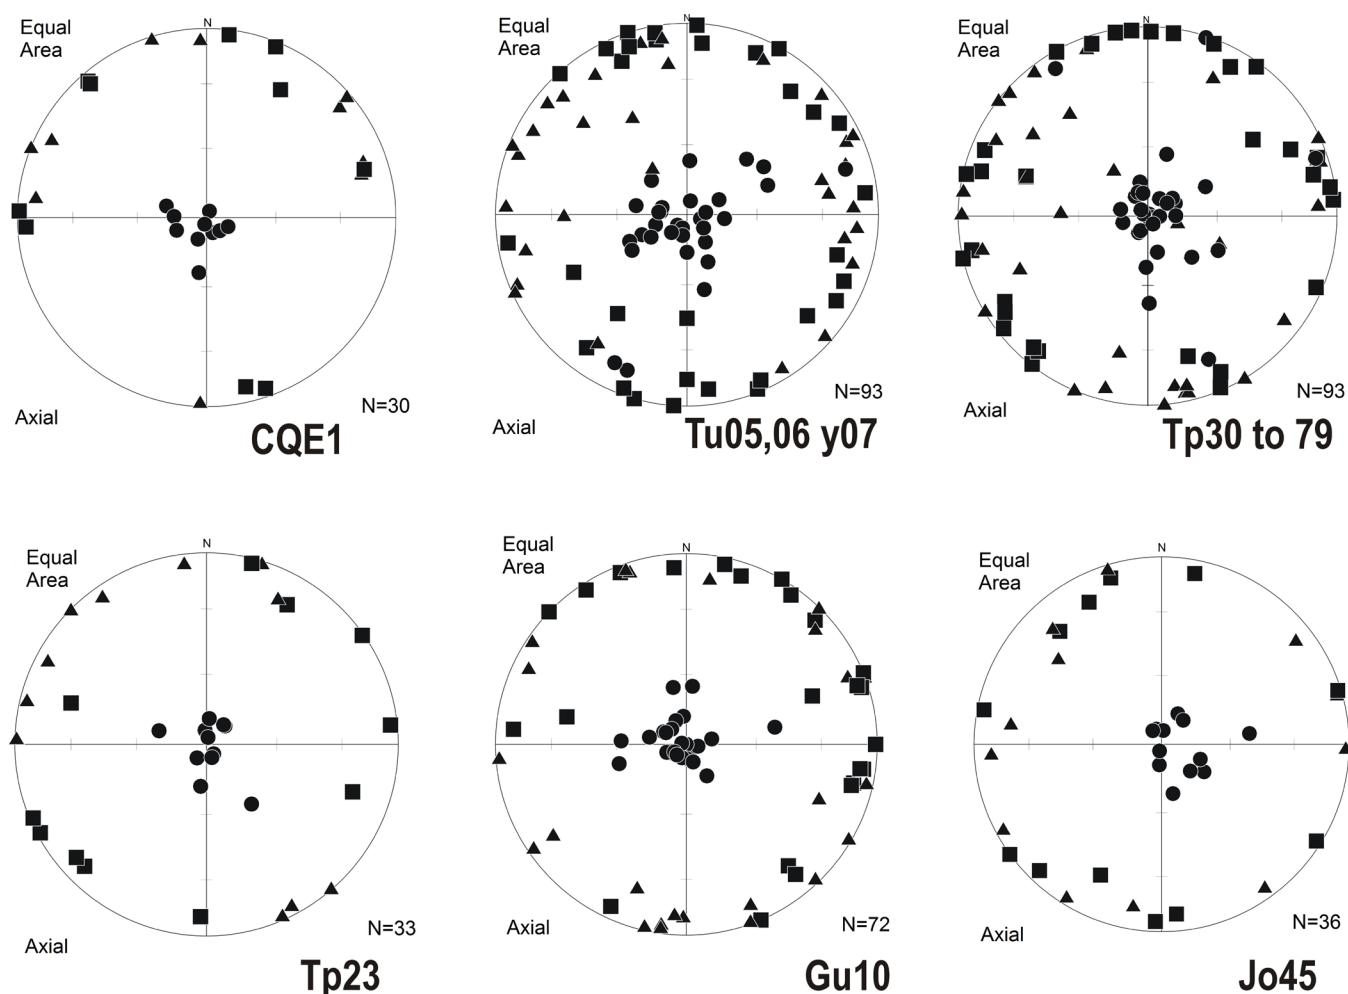 Equal
Area
N
Axial
N=30
CQE1
Equal
Area
N
Axial
N=93
Tu05,06 y07
Equal
Area
N
Axial
N=93
Tp30 to 79
Equal
Area
N
Axial
N=33
Tp23
Equal
Area
N
Axial
N=72
Gu10
Equal
Area
N
Axial
N=36
Jo45